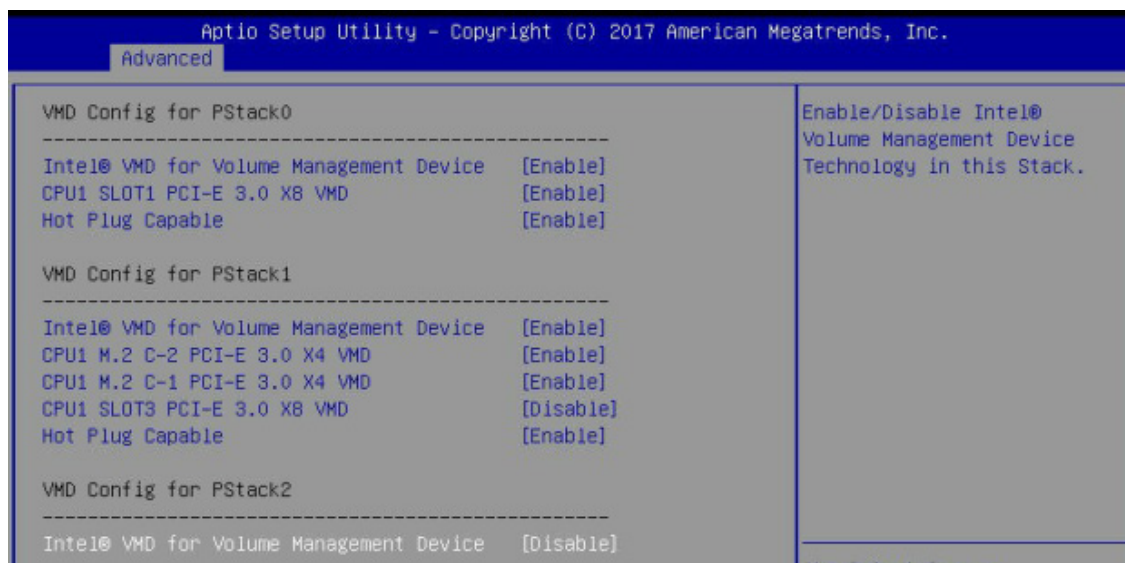 Aptio Setup Utility – Copyright (C) 2017 American Megatrends, Inc.
Advanced
VMD Config for PStack0
--------------------------------------------------
Intel® VMD for Volume Management Device [Enable]
CPU1 SLOT1 PCI-E 3.0 X8 VMD [Enable]
Hot Plug Capable [Enable]
VMD Config for PStack1
--------------------------------------------------
Intel® VMD for Volume Management Device [Enable]
CPU1 M.2 C-2 PCI-E 3.0 X4 VMD [Enable]
CPU1 M.2 C-1 PCI-E 3.0 X4 VMD [Enable]
CPU1 SLOT3 PCI-E 3.0 X8 VMD [Disable]
Hot Plug Capable [Enable]
VMD Config for PStack2
--------------------------------------------------
Intel® VMD for Volume Management Device [Disable]
Enable/Disable Intel®
Volume Management Device
Technology in this Stack.